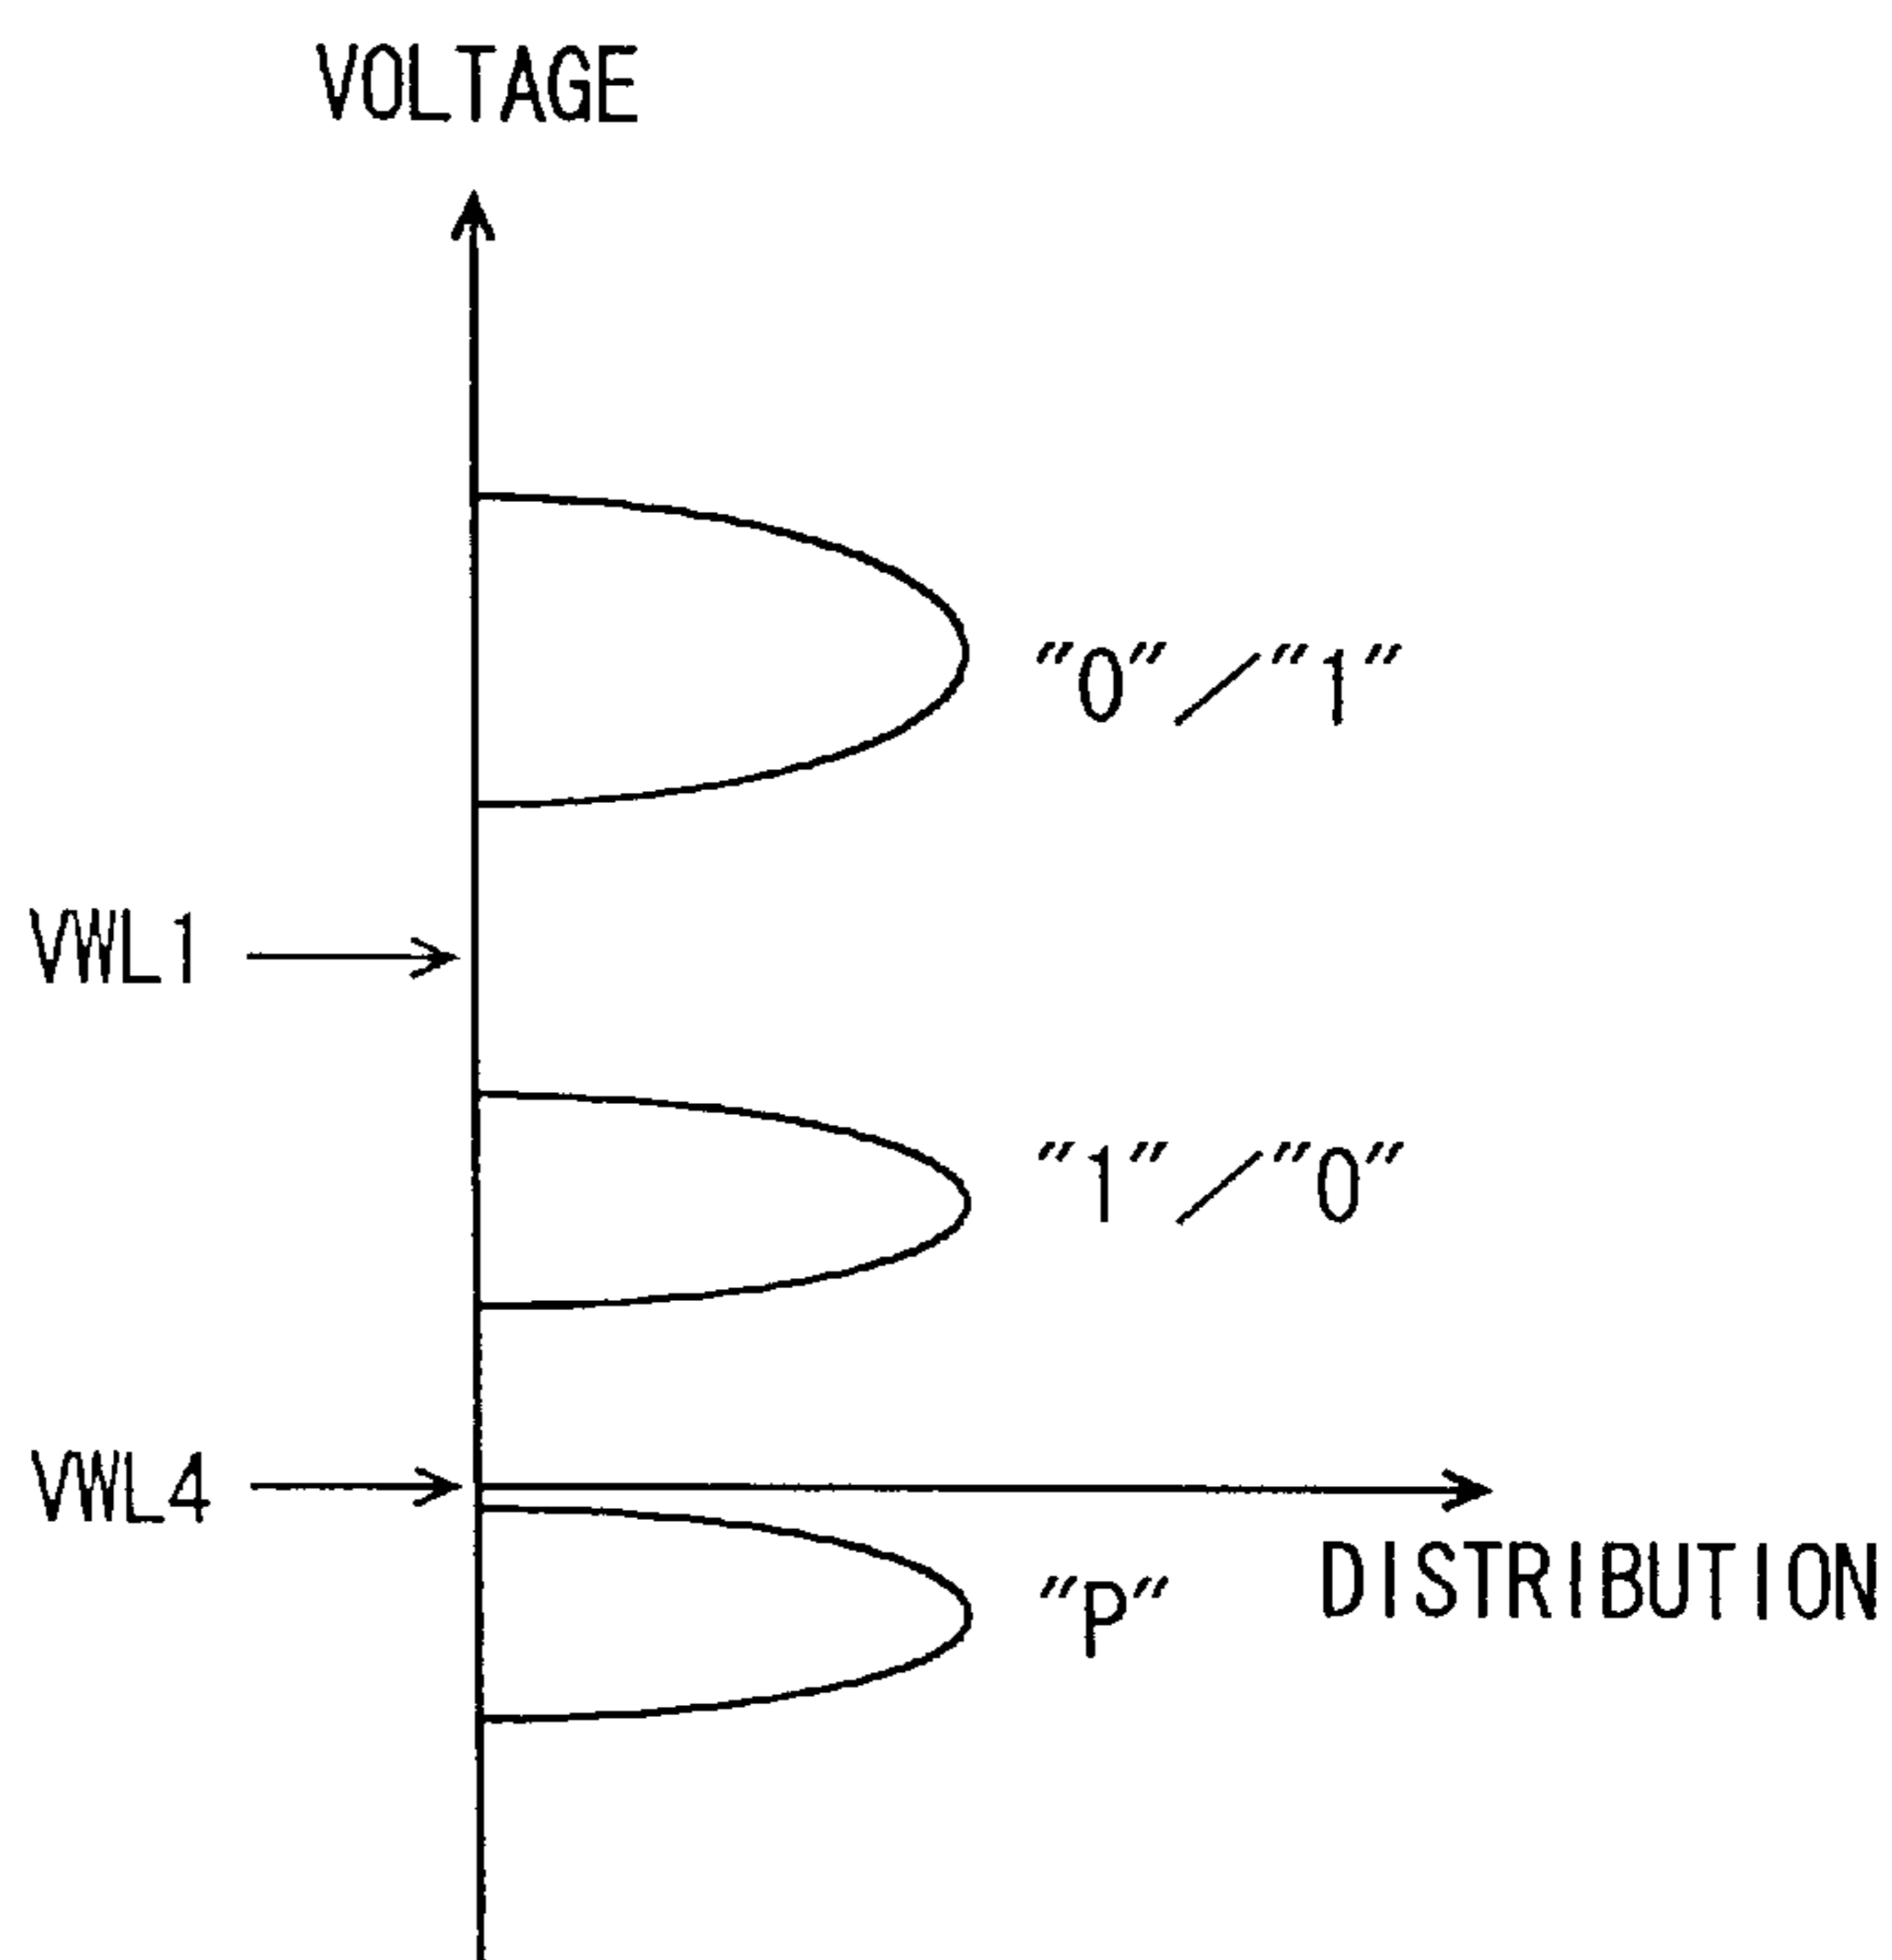 VOLTAGE
"0"/"1"
VWL1
"1"/"0"
VWL4
DISTRIBUTION
"P"